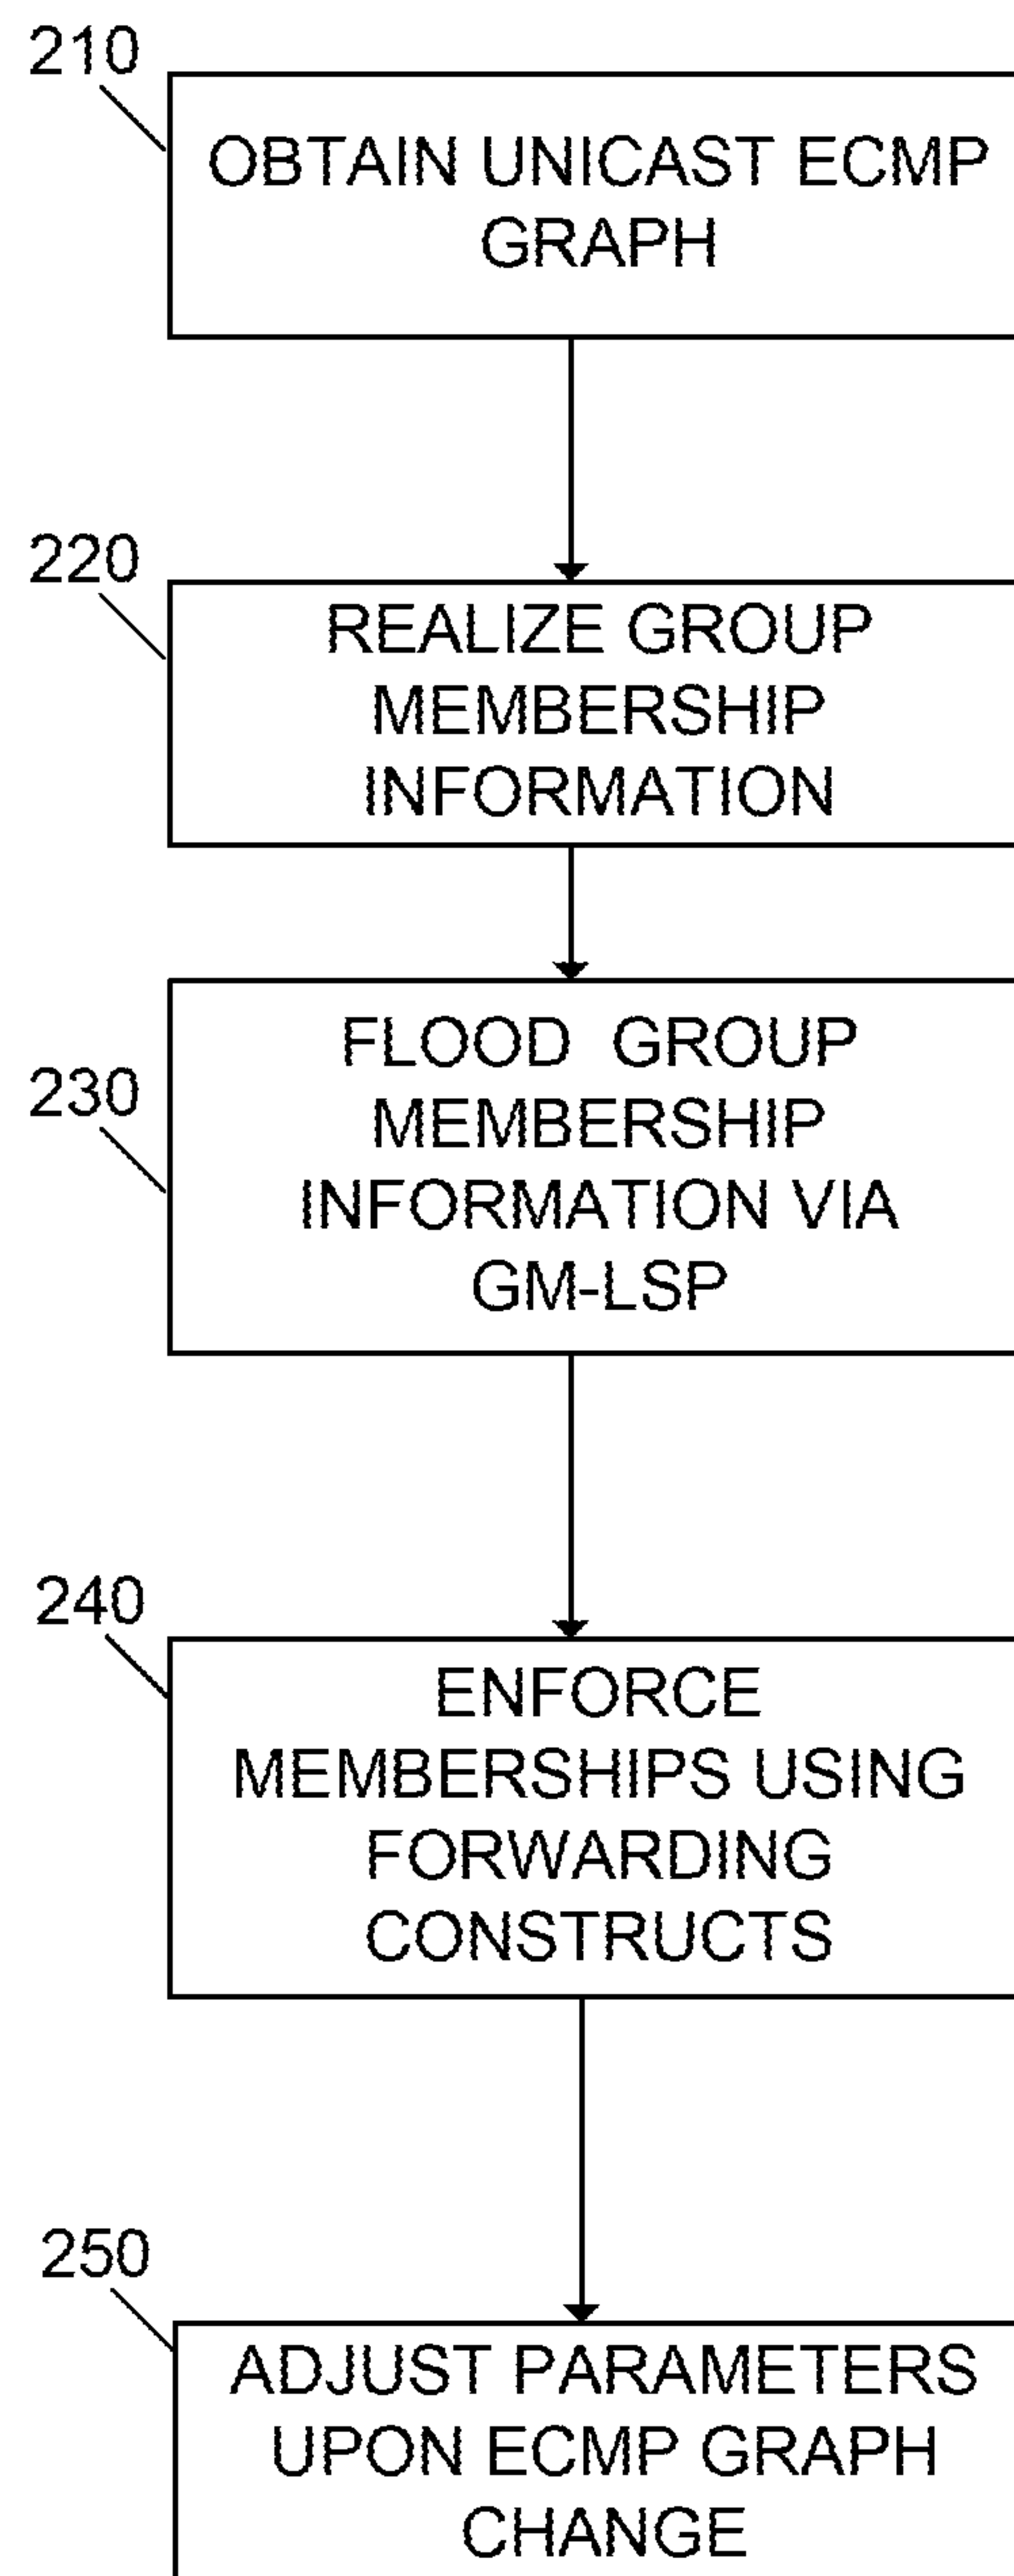 210
OBTAIN UNICAST ECMP
GRAPH
220
REALIZE GROUP
MEMBERSHIP
INFORMATION
230
FLOOD GROUP
MEMBERSHIP
INFORMATION VIA
GM-LSP
240
ENFORCE
MEMBERSHIPS USING
FORWARDING
CONSTRUCTS
250
ADJUST PARAMETERS
UPON ECMP GRAPH
CHANGE